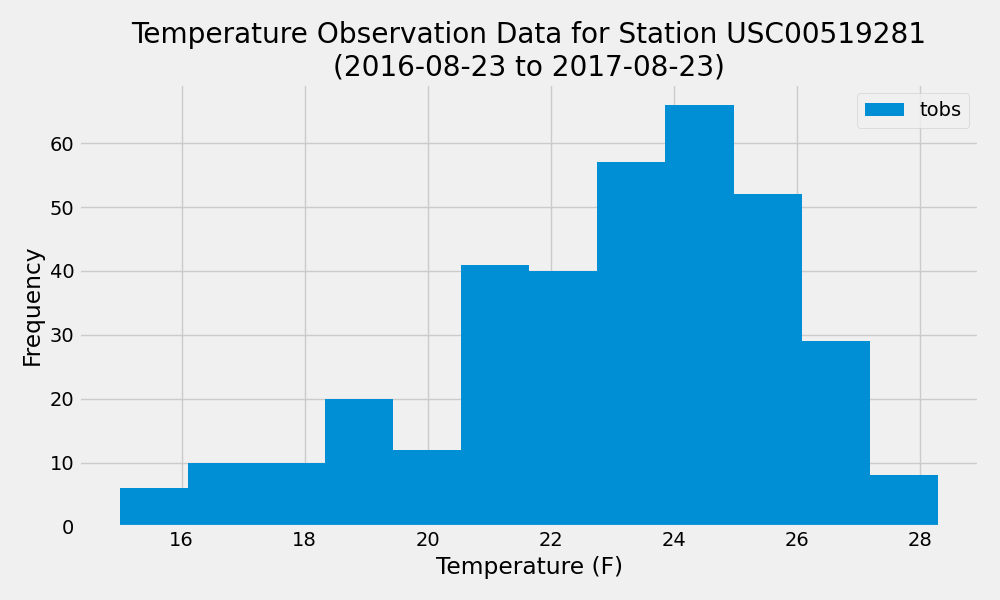 Temperature Observation Data for Station USC00519281
(2016-08-23 to 2017-08-23)
tobs
Frequency
60
50
40
30
20
10
0
16 18 20 22 24 26 28
Temperature (F)